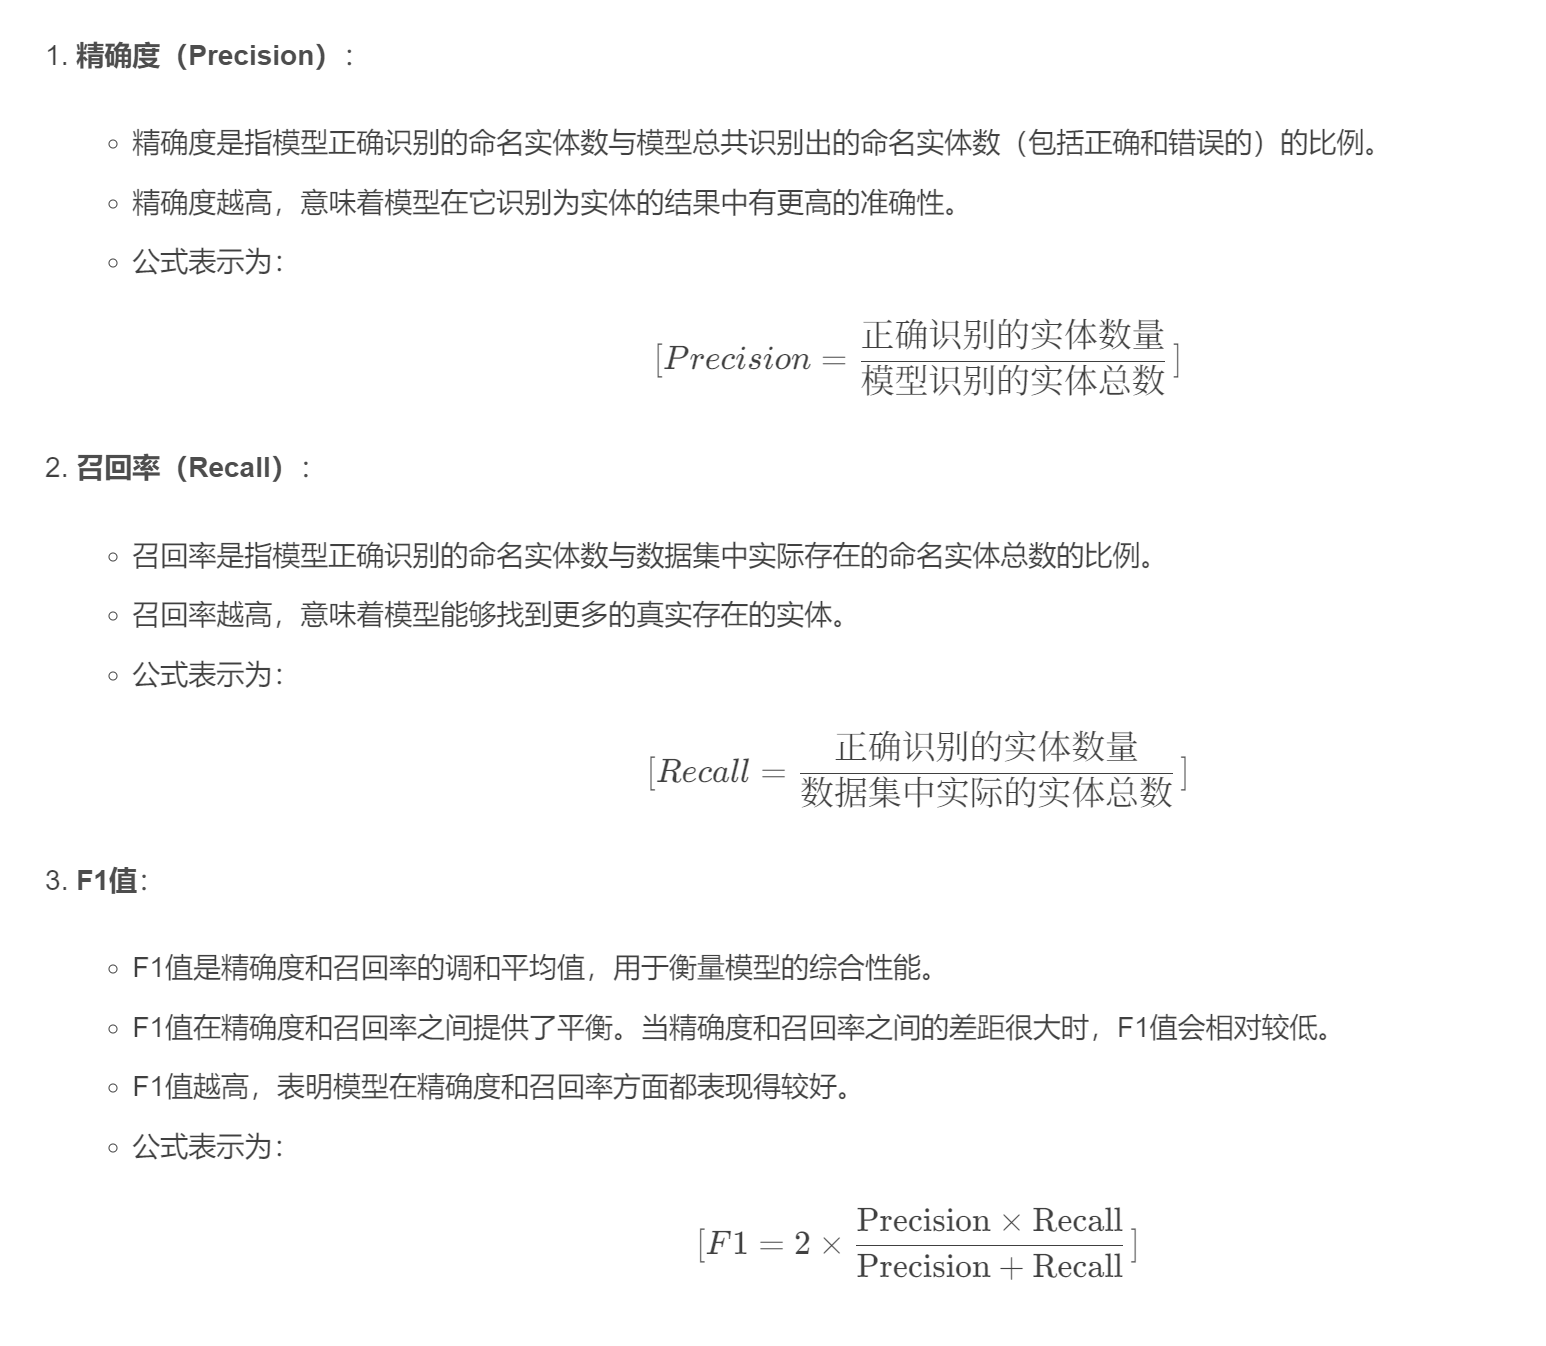 1. 精确度（Precision）:
精确度是指模型正确识别的命名实体数与模型总共识别出的命名实体数（包括正确和错误的）的比例。
精确度越高，意味着模型在它识别为实体的结果中有更高的准确性。
公式表示为：
[Precision = 正确识别的实体数量 / 模型识别的实体总数]
2. 召回率（Recall）:
召回率是指模型正确识别的命名实体数与数据集中实际存在的命名实体总数的比例。
召回率越高，意味着模型能够找到更多的真实存在的实体。
公式表示为：
[Recall = 正确识别的实体数量 / 数据集中实际的实体总数]
3. F1值：
F1值是精确度和召回率的调和平均值，用于衡量模型的综合性能。
F1值在精确度和召回率之间提供了平衡。当精确度和召回率之间的差距很大时，F1值会相对较低。
F1值越高，表明模型在精确度和召回率方面都表现得较好。
公式表示为：
[F1 = 2 × Precision × Recall / Precision + Recall]